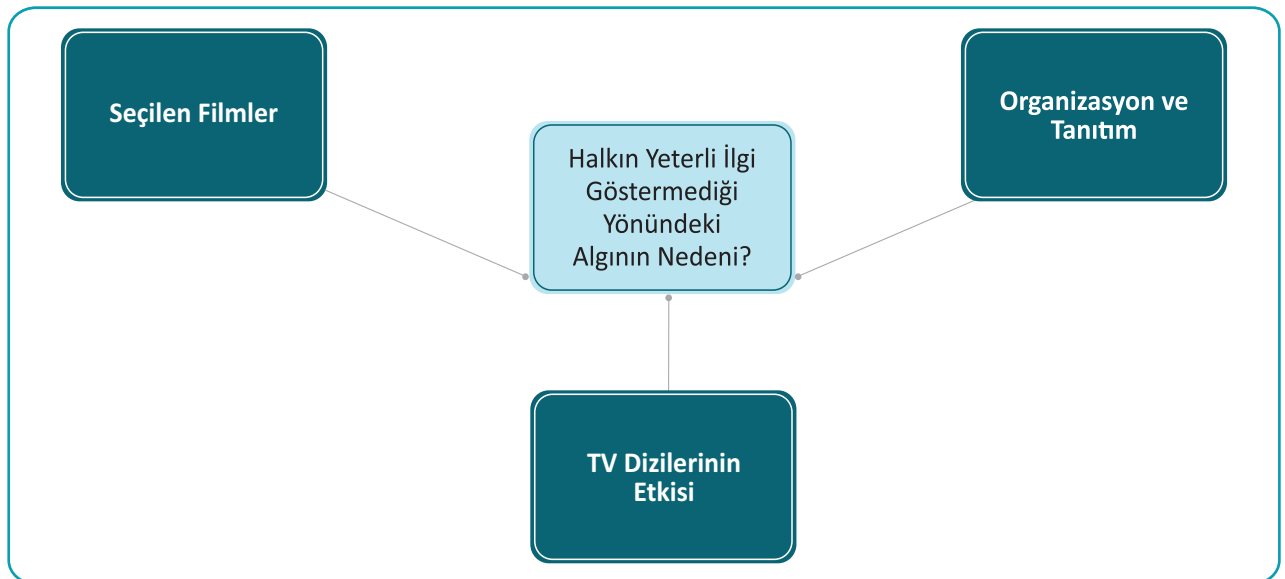 Seçilen Filmler
Organizasyon ve
Tanıtım
Halkın Yeterli İlgi
Göstermediği
Yönündeki
Algının Nedeni?
TV Dizilerinin
Etkisi